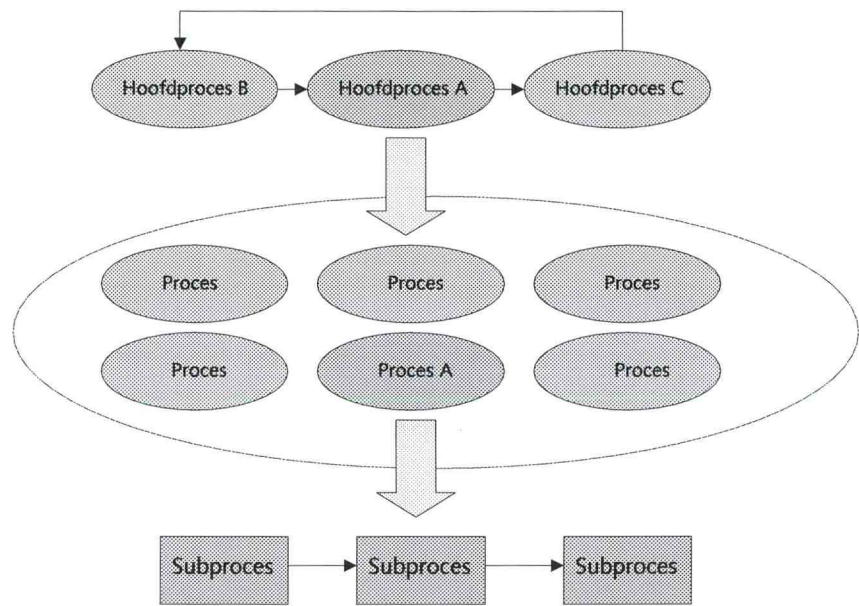 Hoofdproces B Hoofdproces A Hoofdproces C
Proces Proces Proces
Proces Proces A Proces
Subproces Subproces Subproces